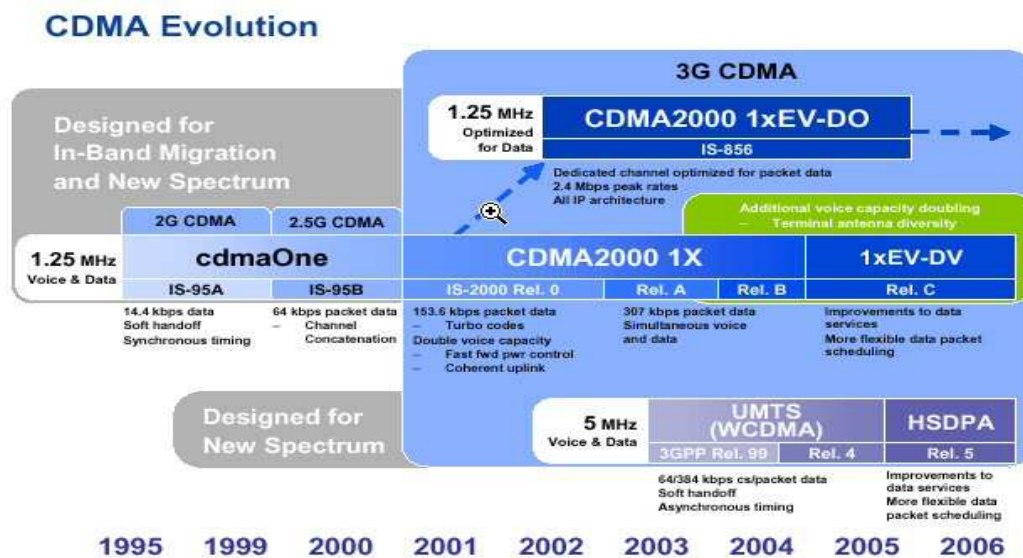 CDMA Evolution
3G CDMA
Designed for
In-Band Migration
and New Spectrum
1.25 MHz
Optimized
for Data
CDMA2000 1xEV-DO
IS-856
Dedicated channel optimized for packet data
2.4 Mbps peak rates
All IP architecture
Additional voice capacity doubling
– Terminal antenna diversity
2G CDMA
2.5G CDMA
1.25 MHz
Voice & Data
cdmaOne
CDMA2000 1X
1xEV-DV
IS-95A
IS-95B
IS-2000 Rel. 0
Rel. A
Rel. B
Rel. C
14.4 kbps data
Soft handoff
Synchronous timing
64 kbps packet data
– Channel
Concatenation
153.6 kbps packet data
– Turbo codes
Double voice capacity
– Fast fwd pwr control
– Coherent uplink
307 kbps packet data
Simultaneous voice
and data
Improvements to data
services
More flexible data packet
scheduling
Designed for
New Spectrum
5 MHz
Voice & Data
UMTS
(WCDMA)
HSDPA
3GPP Rel. 99
Rel. 4
Rel. 5
64/384 kbps cs/packet data
Soft handoff
Asynchronous timing
Improvements to
data services
More flexible data
packet scheduling
1995 1999 2000 2001 2002 2003 2004 2005 2006